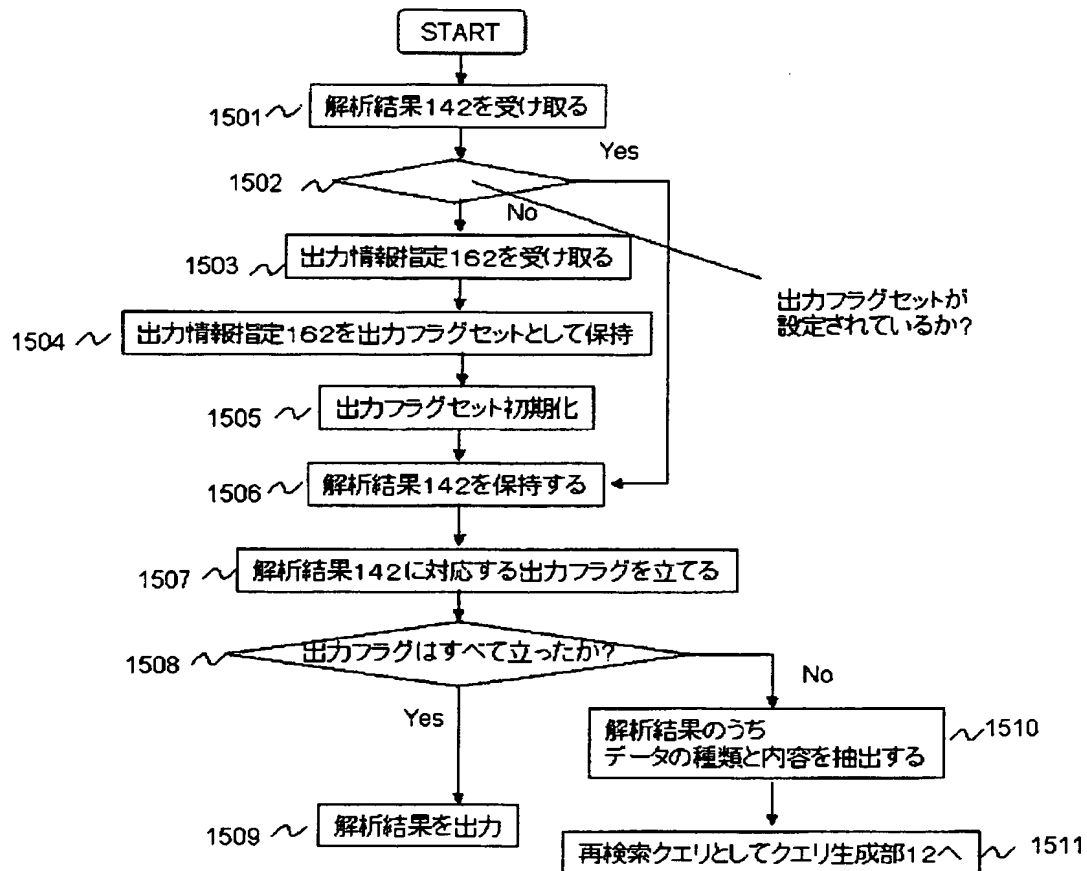 START
1501
解析結果142を受け取る
Yes
1502
No
1503
出力情報指定162を受け取る
出力フラグセットが
設定されているか?
1504
出力情報指定162を出力フラグセットとして保持
1505
出力フラグセット初期化
1506
解析結果142を保持する
1507
解析結果142に対応する出力フラグを立てる
1508
出力フラグはすべて立ったか?
No
Yes
解析結果のうち
データの種類と内容を抽出する
1510
1509
解析結果を出力
再検索クエリとしてクエリ生成部12へ
1511